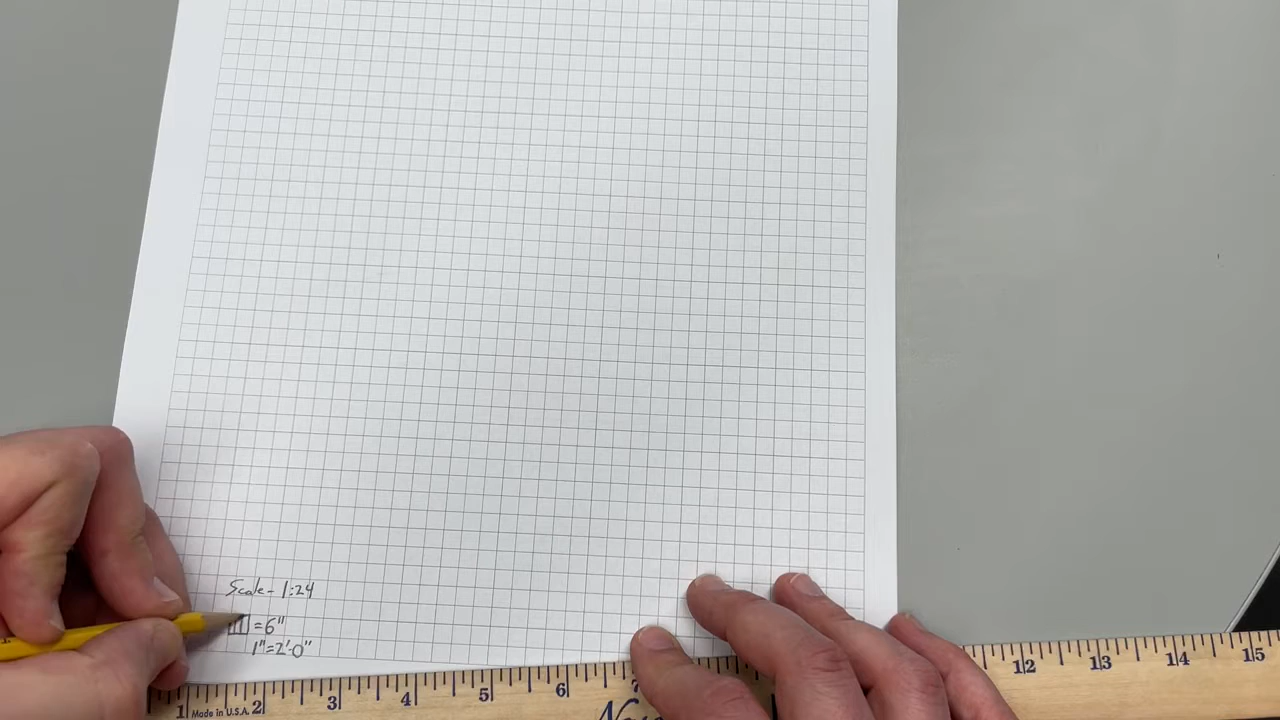 Scale - 1:24
= 6"
1" = 2'-0"
1 2 3 4 5 6 7 12 13 14 15
Made in U.S.A.